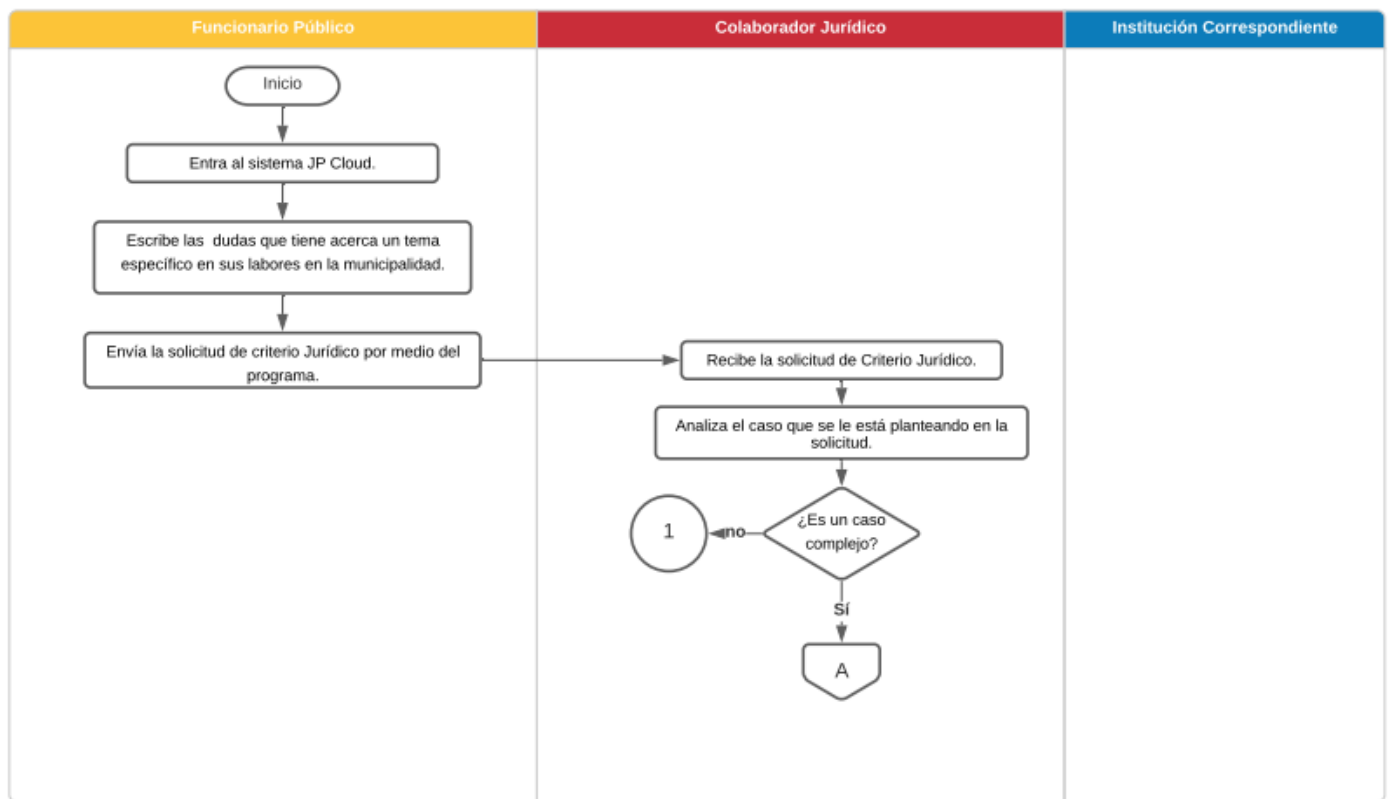 Funcionario Público
Colaborador Jurídico
Institución Correspondiente
Inicio
Entra al sistema JP Cloud.
Escribe las  dudas que tiene acerca un tema
específico en sus labores en la municipalidad.
Envía la solicitud de criterio Jurídico por medio del
programa.
Recibe la solicitud de Criterio Jurídico.
Analiza el caso que se le está planteando en la
solicitud.
¿Es un caso
complejo?
no
1
Sí
A